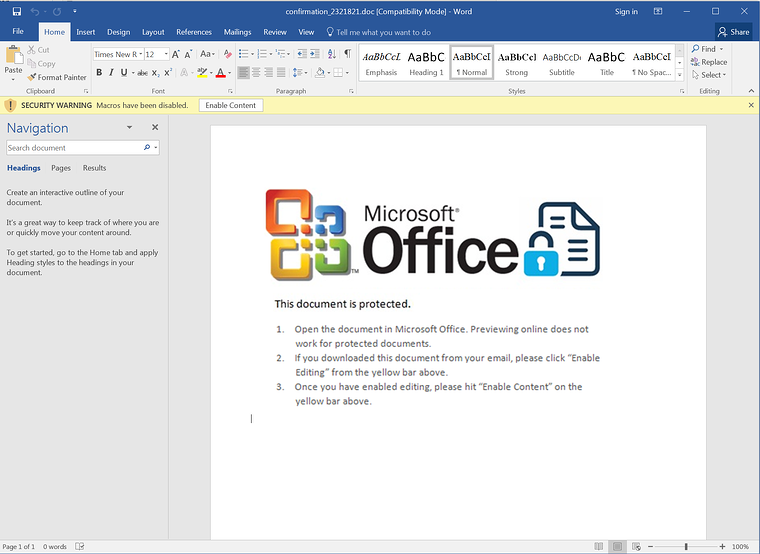 confirmation_2321821.doc [Compatibility Mode] - Word
Sign in
File Home Insert Design Layout References Mailings Review View Tell me what you want to do
Share
Paste
Cut
Copy
Format Painter
Times New R 12
Aa
B I U abc X₂ X² A A
AaBbCcI AaBbC AaBbCcI AaBbCcI AaBbCcD AaBbC AaBbCcI
Emphasis Heading 1 ¶ Normal Strong Subtitle Title ¶ No Spac...
Find
Replace
Select
Clipboard Font Paragraph Styles Editing
SECURITY WARNING Macros have been disabled. Enable Content
Navigation
Search document
Headings Pages Results
Create an interactive outline of your
document.
It's a great way to keep track of where you are
or quickly move your content around.
To get started, go to the Home tab and apply
Heading styles to the headings in your
document.
Microsoft®
Office
TM
This document is protected.
1. Open the document in Microsoft Office. Previewing online does not
work for protected documents.
2. If you downloaded this document from your email, please click “Enable
Editing” from the yellow bar above.
3. Once you have enabled editing, please hit “Enable Content” on the
yellow bar above.
Page 1 of 1 0 words
100%